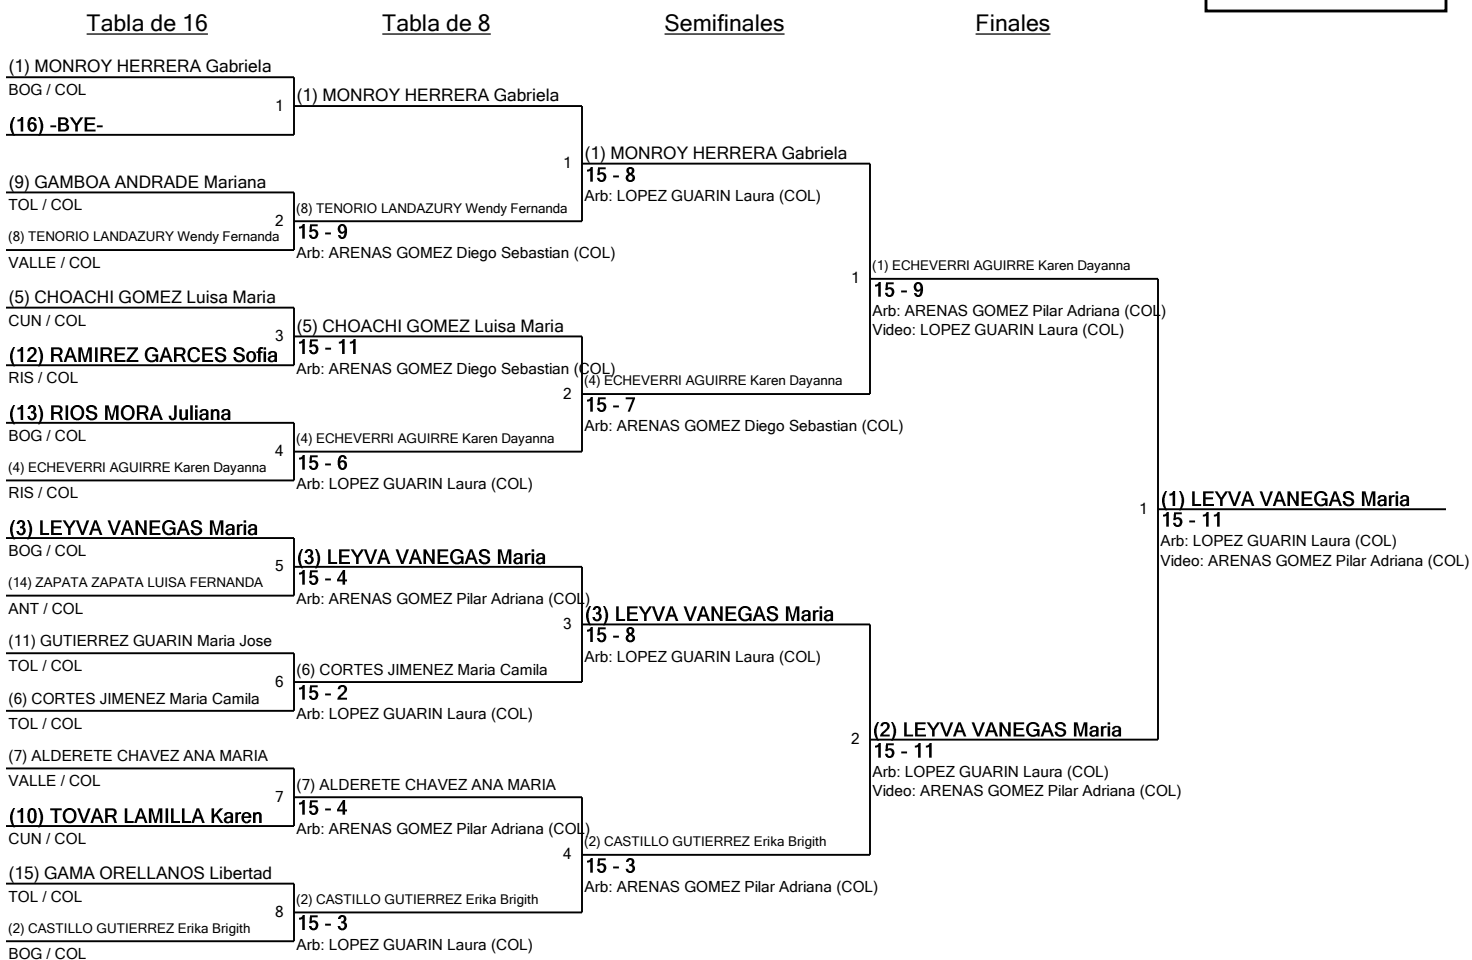 Tabla de 16
Tabla de 8
Semifinales
Finales
(1) MONROY HERRERA Gabriela
BOG / COL
1
(16) -BYE-
(9) GAMBOA ANDRADE Mariana
TOL / COL
2
(8) TENORIO LANDAZURY Wendy Fernanda
VALLE / COL
(5) CHOACHI GOMEZ Luisa Maria
CUN / COL
3
(12) RAMIREZ GARCES Sofia
RIS / COL
(13) RIOS MORA Juliana
BOG / COL
4
(4) ECHEVERRI AGUIRRE Karen Dayanna
RIS / COL
(3) LEYVA VANEGAS Maria
BOG / COL
5
(14) ZAPATA ZAPATA LUISA FERNANDA
ANT / COL
(11) GUTIERREZ GUARIN Maria Jose
TOL / COL
6
(6) CORTES JIMENEZ Maria Camila
TOL / COL
(7) ALDERETE CHAVEZ ANA MARIA
VALLE / COL
7
(10) TOVAR LAMILLA Karen
CUN / COL
(15) GAMA ORELLANOS Libertad
TOL / COL
8
(2) CASTILLO GUTIERREZ Erika Brigith
BOG / COL
(1) MONROY HERRERA Gabriela
1
(8) TENORIO LANDAZURY Wendy Fernanda
15 - 9
Arb: ARENAS GOMEZ Diego Sebastian (COL)
(5) CHOACHI GOMEZ Luisa Maria
15 - 11
Arb: ARENAS GOMEZ Diego Sebastian (COL)
2
(4) ECHEVERRI AGUIRRE Karen Dayanna
15 - 6
Arb: LOPEZ GUARIN Laura (COL)
(3) LEYVA VANEGAS Maria
15 - 4
Arb: ARENAS GOMEZ Pilar Adriana (COL)
3
(6) CORTES JIMENEZ Maria Camila
15 - 2
Arb: LOPEZ GUARIN Laura (COL)
(7) ALDERETE CHAVEZ ANA MARIA
15 - 4
Arb: ARENAS GOMEZ Pilar Adriana (COL)
4
(2) CASTILLO GUTIERREZ Erika Brigith
15 - 3
Arb: LOPEZ GUARIN Laura (COL)
(1) MONROY HERRERA Gabriela
15 - 8
Arb: LOPEZ GUARIN Laura (COL)
1
(4) ECHEVERRI AGUIRRE Karen Dayanna
15 - 7
Arb: ARENAS GOMEZ Diego Sebastian (COL)
(3) LEYVA VANEGAS Maria
15 - 8
Arb: LOPEZ GUARIN Laura (COL)
2
(2) CASTILLO GUTIERREZ Erika Brigith
15 - 3
Arb: ARENAS GOMEZ Pilar Adriana (COL)
(1) ECHEVERRI AGUIRRE Karen Dayanna
15 - 9
Arb: ARENAS GOMEZ Pilar Adriana (COL)
Video: LOPEZ GUARIN Laura (COL)
1
(2) LEYVA VANEGAS Maria
15 - 11
Arb: LOPEZ GUARIN Laura (COL)
Video: ARENAS GOMEZ Pilar Adriana (COL)
(1) LEYVA VANEGAS Maria
15 - 11
Arb: LOPEZ GUARIN Laura (COL)
Video: ARENAS GOMEZ Pilar Adriana (COL)